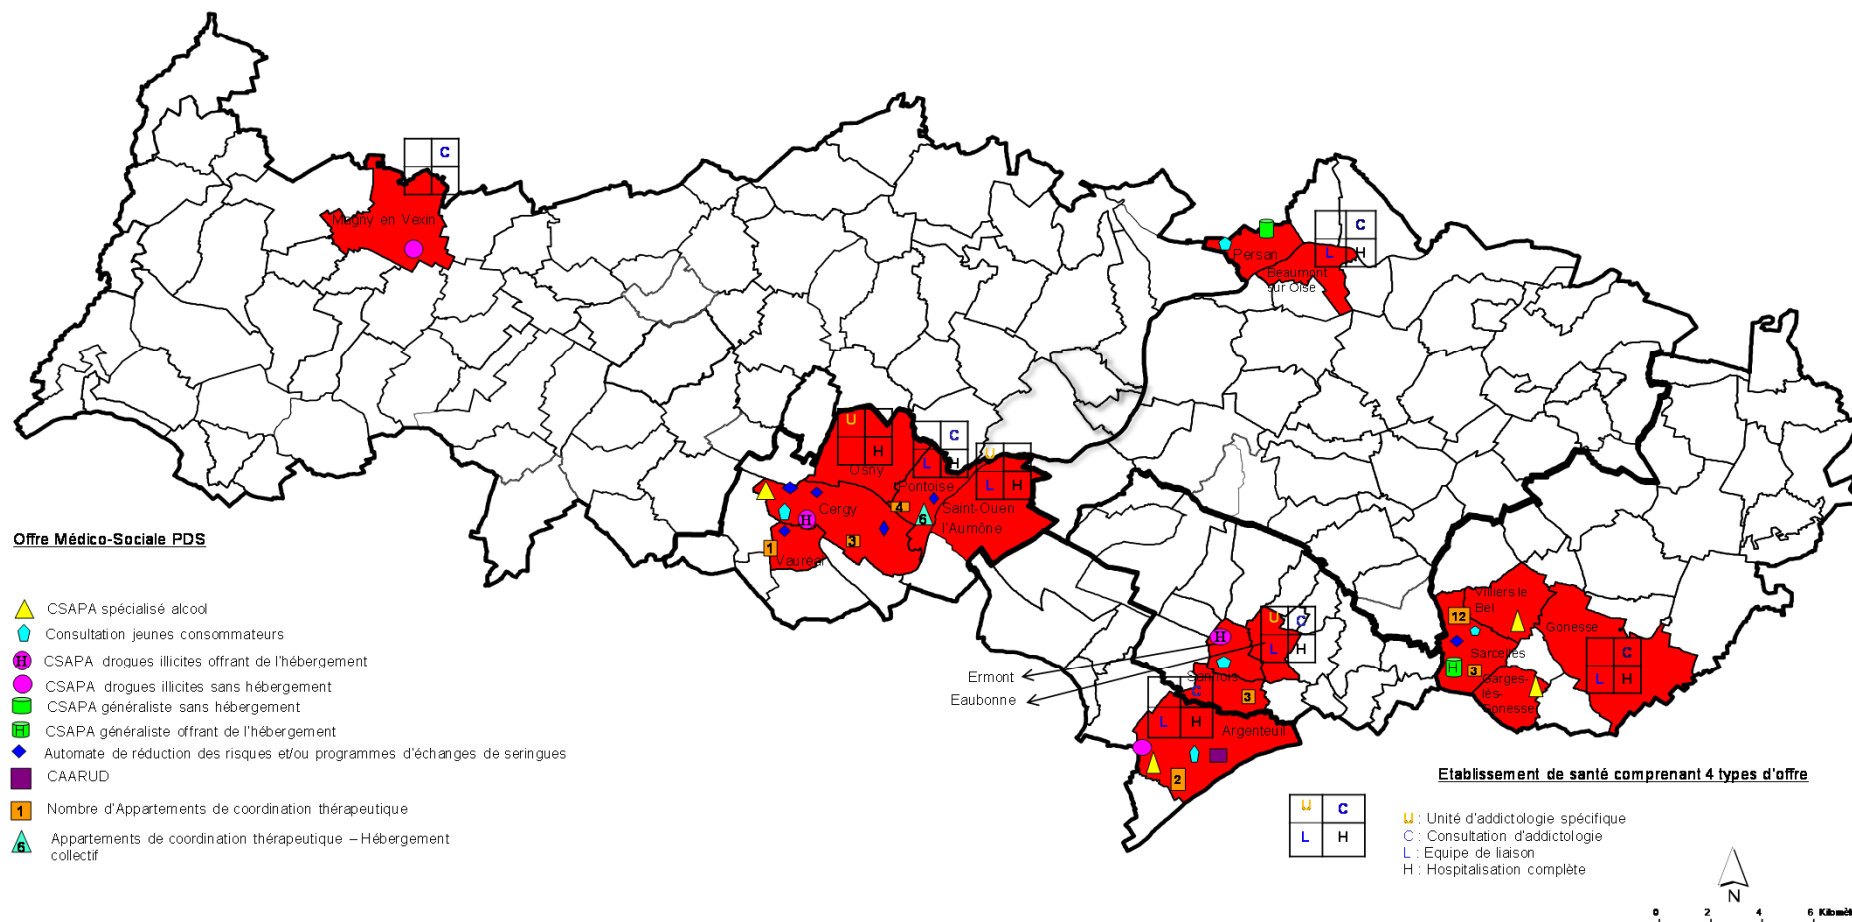 C
Magny en Vexin
C
L H
Persan
Beaumont
sur Oise
U
H
Osny
C
L H
Pontoise
U
L H
Saint-Ouen
l'Aumône
Cergy
H
4
6
3
1
Vauréal
Offre Médico-Sociale PDS
CSAPA spécialisé alcool
Consultation jeunes consommateurs
H CSAPA drogues illicites offrant de l'hébergement
CSAPA drogues illicites sans hébergement
CSAPA généraliste sans hébergement
H CSAPA généraliste offrant de l'hébergement
Automate de réduction des risques et/ou programmes d'échanges de seringues
CAARUD
1 Nombre d'Appartements de coordination thérapeutique
6 Appartements de coordination thérapeutique – Hébergement
collectif
U C
L H
H
Ermont
Eaubonne
Sannois
3
C
L H
Argenteuil
2
Villiers le
Bel
12
Gonesse
Sarcelles
H
3
Garges-
lès-
Gonesse
C
L H
Etablissement de santé comprenant 4 types d'offre
U C
L H
U : Unité d'addictologie spécifique
C : Consultation d'addictologie
L : Equipe de liaison
H : Hospitalisation complète
N
0 2 4 6